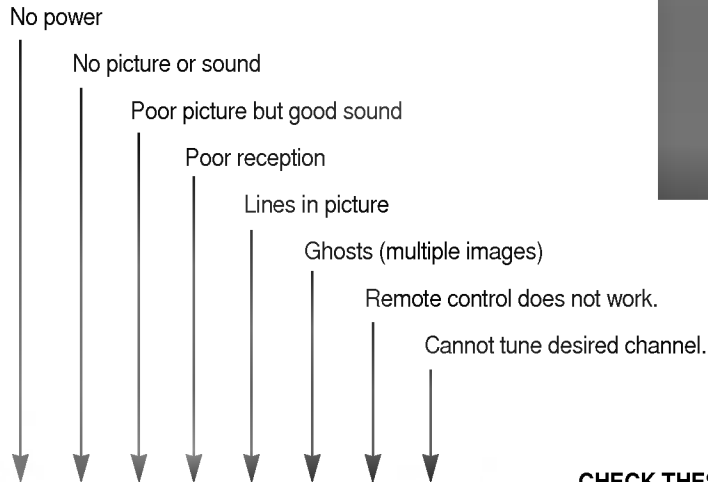 No power
No picture or sound
Poor picture but good sound
Poor reception
Lines in picture
Ghosts (multiple images)
Remote control does not work.
Cannot tune desired channel.
CHECK